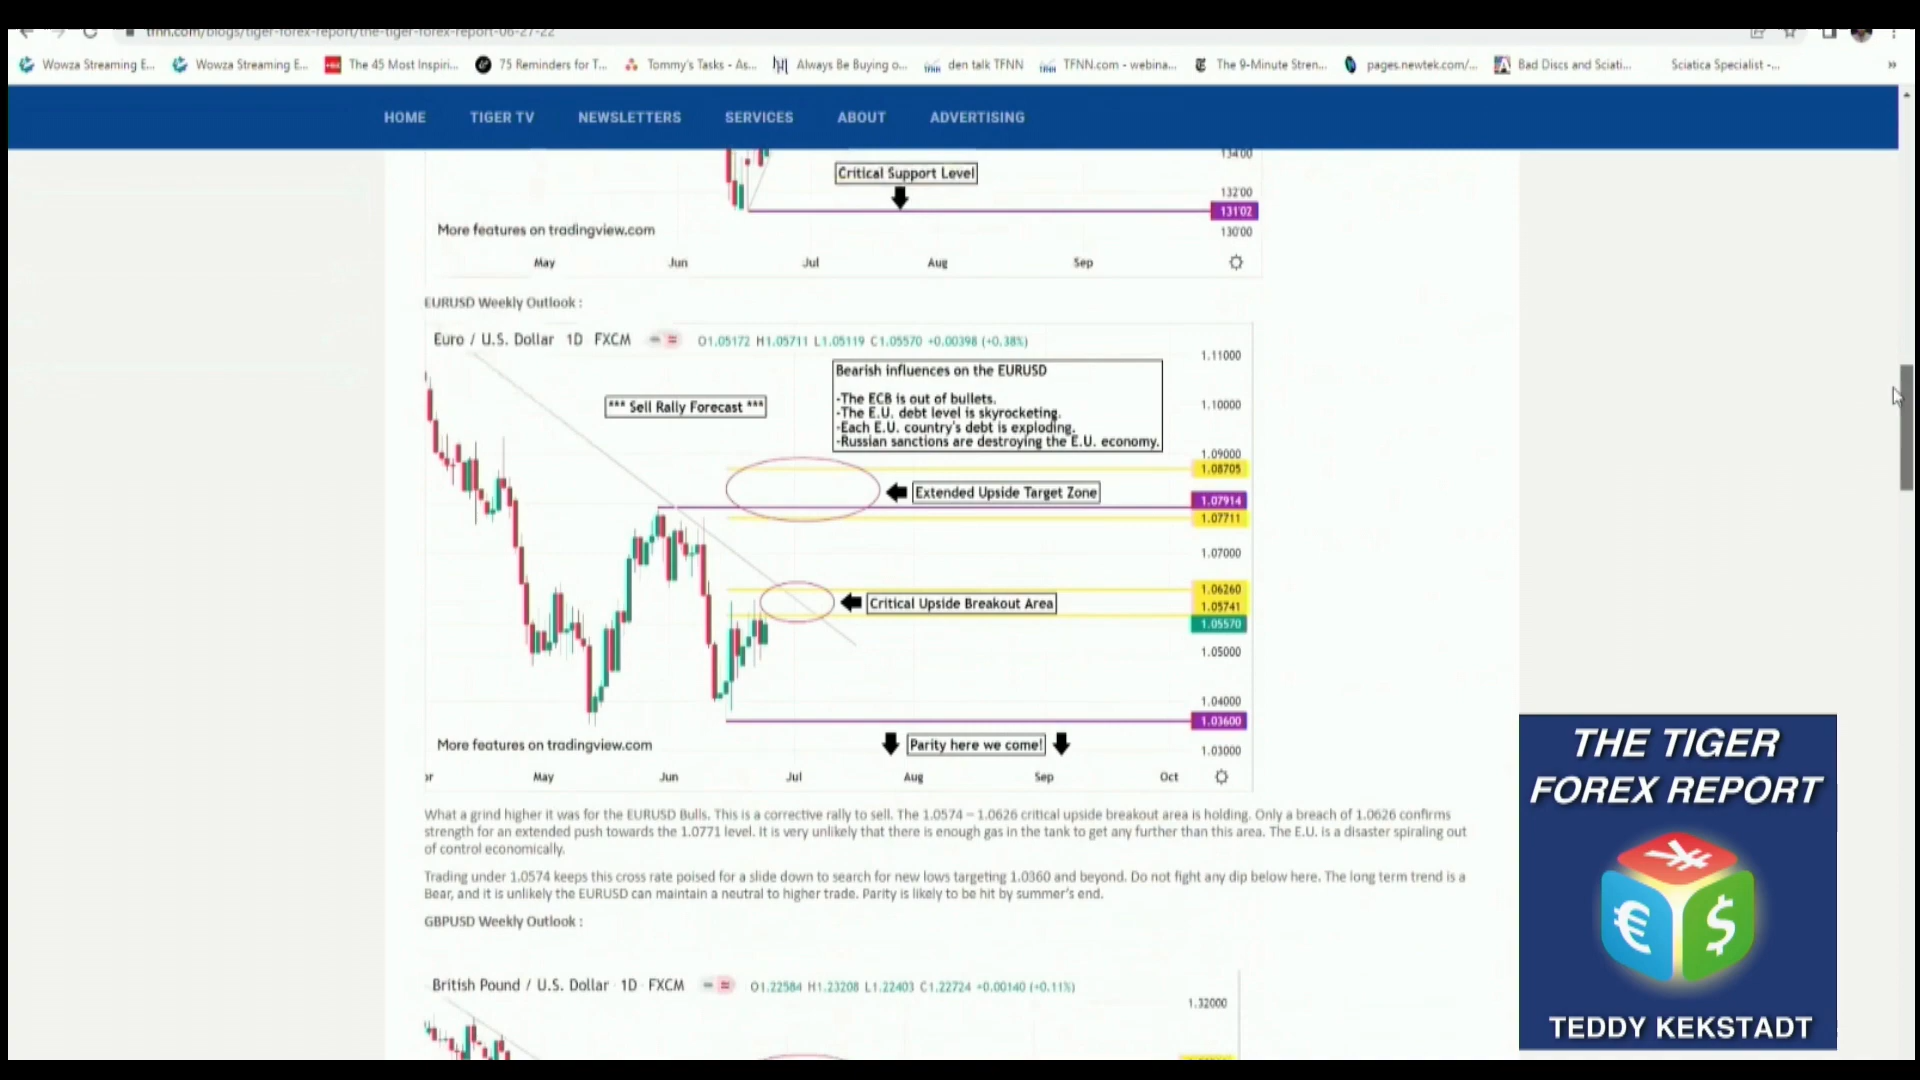 tfnn.com/blogs/tiger-forex-report/the-tiger-forex-report-06-27-22
Wowza Streaming E... Wowza Streaming E... The 45 Most Inspiri... 75 Reminders for T... Tommy's Tasks - As... Always Be Buying o... den talk TFNN TFNN.com - webina... The 9-Minute Stren... pages.newtek.com/... Bad Discs and Sciati... Sciatica Specialist -... »
HOME TIGER TV NEWSLETTERS SERVICES ABOUT ADVERTISING
134'00
Critical Support Level
132'00
131'02
More features on tradingview.com
130'00
May Jun Jul Aug Sep
EURUSD Weekly Outlook :
Euro / U.S. Dollar 1D FXCM O1.05172 H1.05711 L1.05119 C1.05570 +0.00398 (+0.38%)
1.11000
Bearish influences on the EURUSD
-The ECB is out of bullets.
-The E.U. debt level is skyrocketing.
-Each E.U. country's debt is exploding.
-Russian sanctions are destroying the E.U. economy.
*** Sell Rally Forecast ***
1.10000
1.09000
1.08705
Extended Upside Target Zone
1.07914
1.07711
1.07000
1.06260
Critical Upside Breakout Area
1.05741
1.05570
1.05000
1.04000
1.03600
More features on tradingview.com
Parity here we come!
1.03000
or May Jun Jul Aug Sep Oct
What a grind higher it was for the EURUSD Bulls. This is a corrective rally to sell. The 1.0574 – 1.0626 critical upside breakout area is holding. Only a breach of 1.0626 confirms
strength for an extended push towards the 1.0771 level. It is very unlikely that there is enough gas in the tank to get any further than this area. The E.U. is a disaster spiraling out
of control economically.
Trading under 1.0574 keeps this cross rate poised for a slide down to search for new lows targeting 1.0360 and beyond. Do not fight any dip below here. The long term trend is a
Bear, and it is unlikely the EURUSD can maintain a neutral to higher trade. Parity is likely to be hit by summer's end.
GBPUSD Weekly Outlook :
British Pound / U.S. Dollar 1D FXCM O1.22584 H1.23208 L1.22403 C1.22724 +0.00140 (+0.11%)
1.32000
THE TIGER
FOREX REPORT
¥
€ $
TEDDY KEKSTADT